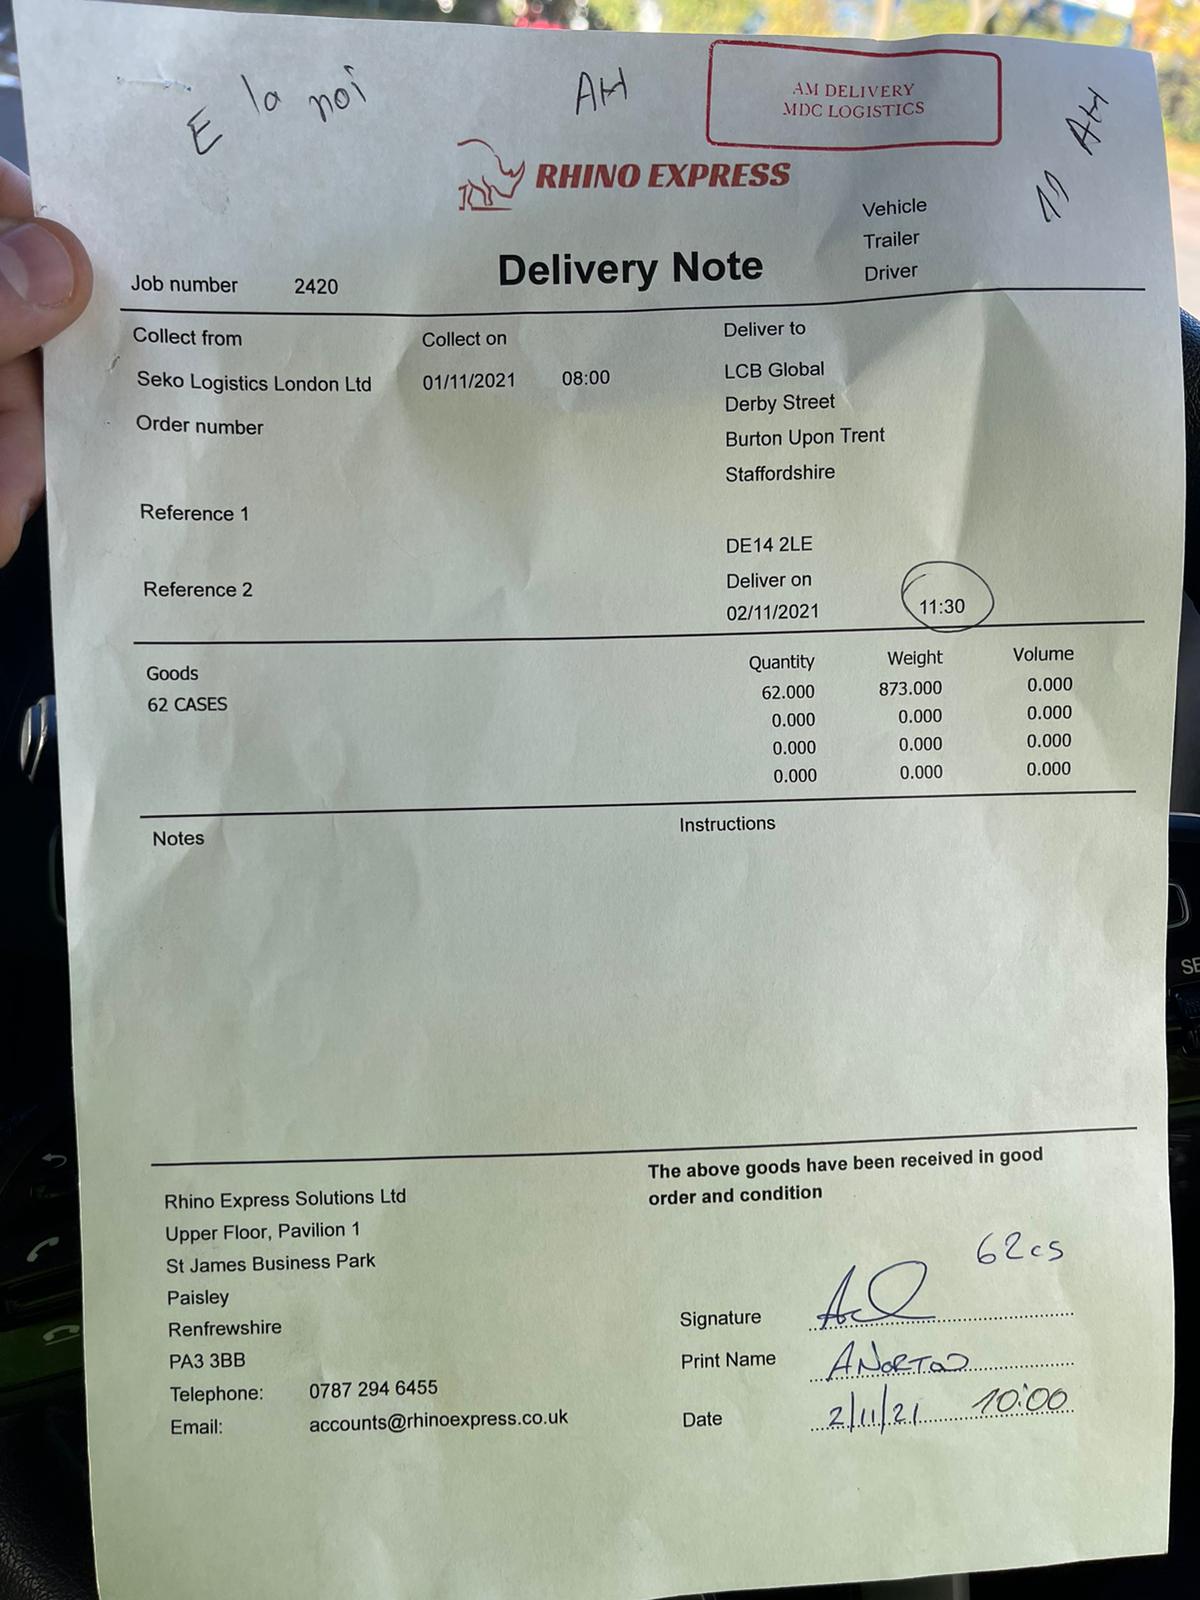 E la noi
AM
AM DELIVERY
MDC LOGISTICS
11 AM
RHINO EXPRESS
Vehicle
Trailer
Driver
Delivery Note
Job number 2420
Collect from
Collect on
Deliver to
Seko Logistics London Ltd 01/11/2021 08:00
LCB Global
Order number
Derby Street
Burton Upon Trent
Staffordshire
Reference 1
DE14 2LE
Reference 2
Deliver on
02/11/2021 11:30
Goods Quantity Weight Volume
62 CASES 62.000 873.000 0.000
0.000 0.000 0.000
0.000 0.000 0.000
0.000 0.000 0.000
Notes
Instructions
The above goods have been received in good
order and condition
Rhino Express Solutions Ltd
Upper Floor, Pavilion 1
St James Business Park
Paisley
Renfrewshire
PA3 3BB
Telephone: 0787 294 6455
Email: accounts@rhinoexpress.co.uk
62cs
Signature
Print Name A NORTON
Date 2/11/21 10:00